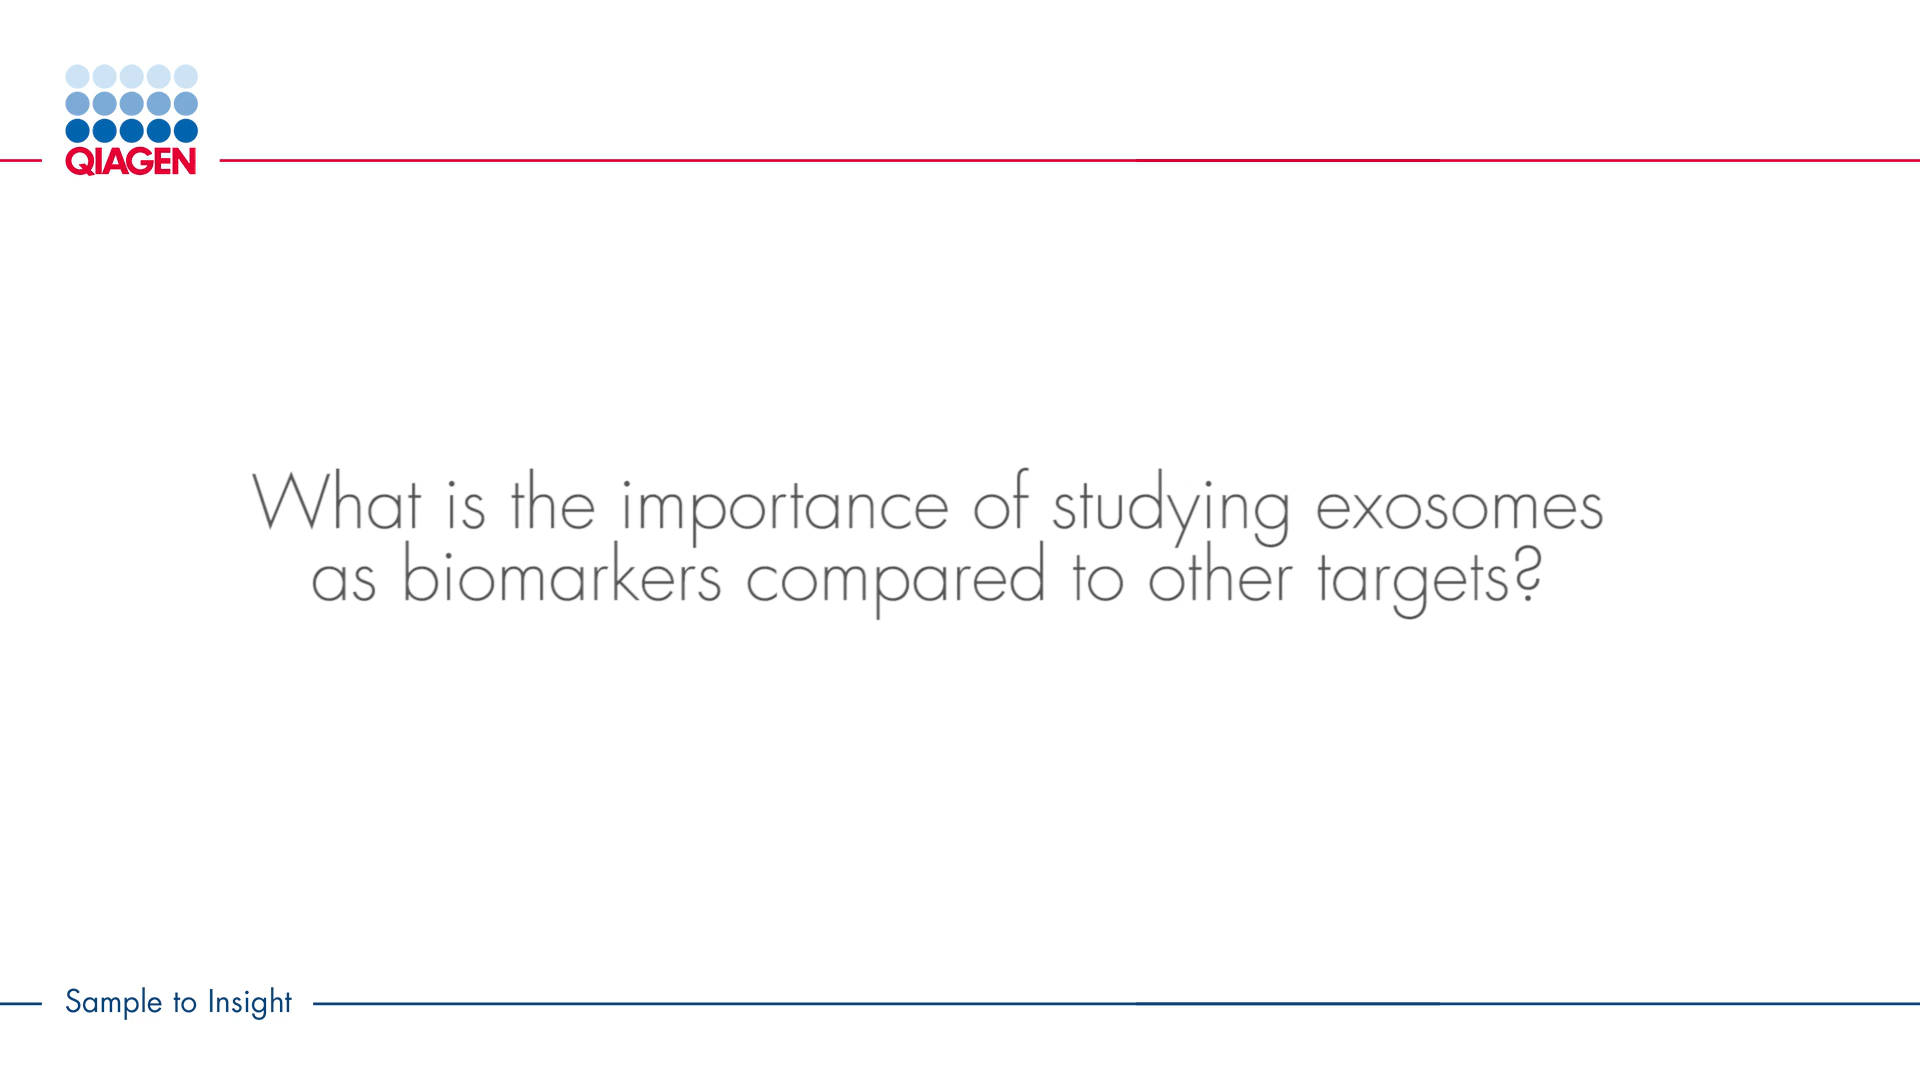 QIAGEN
What is the importance of studying exosomes
as biomarkers compared to other targets?
Sample to Insight